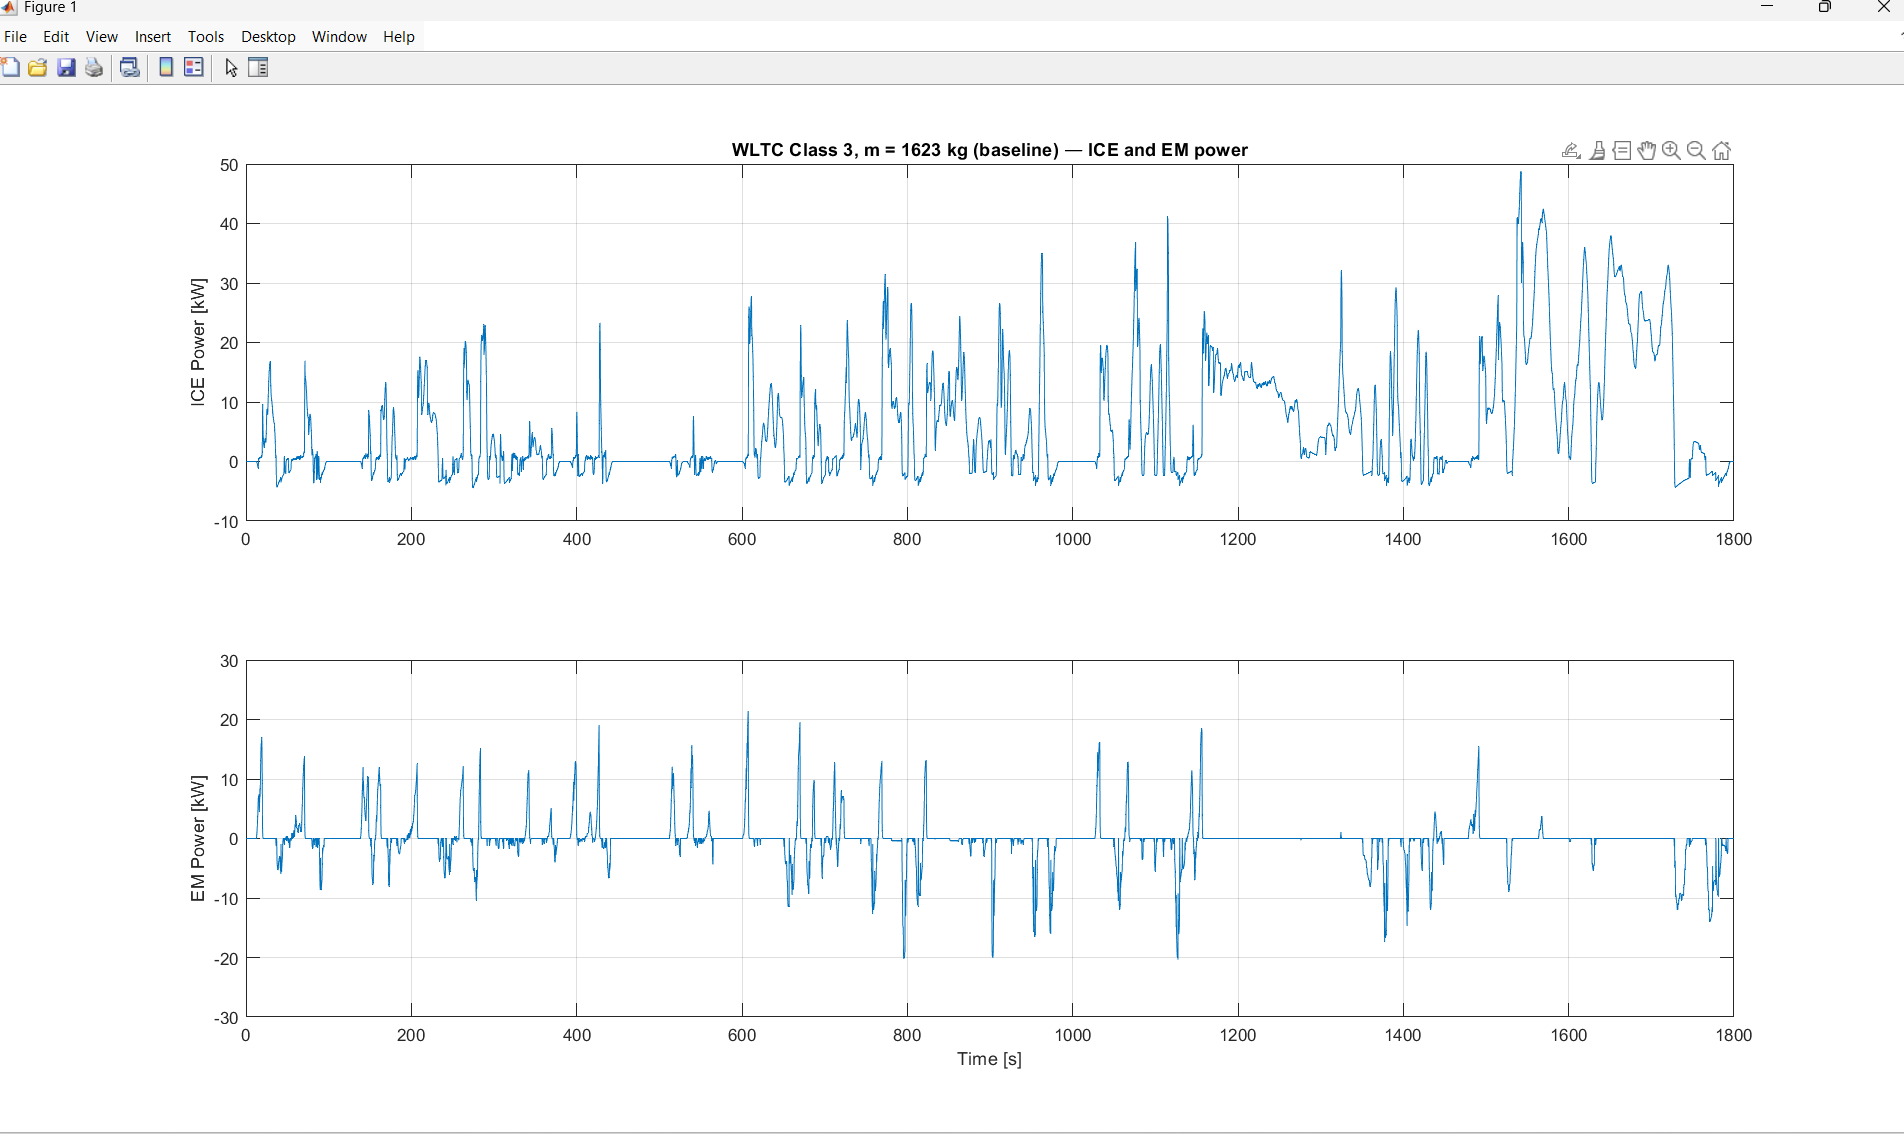 Figure 1
File Edit View Insert Tools Desktop Window Help
WLTC Class 3, m = 1623 kg (baseline) — ICE and EM power
ICE Power [kW]
50
40
30
20
10
0
-10
0 200 400 600 800 1000 1200 1400 1600 1800
EM Power [kW]
30
20
10
0
-10
-20
-30
0 200 400 600 800 1000 1200 1400 1600 1800
Time [s]